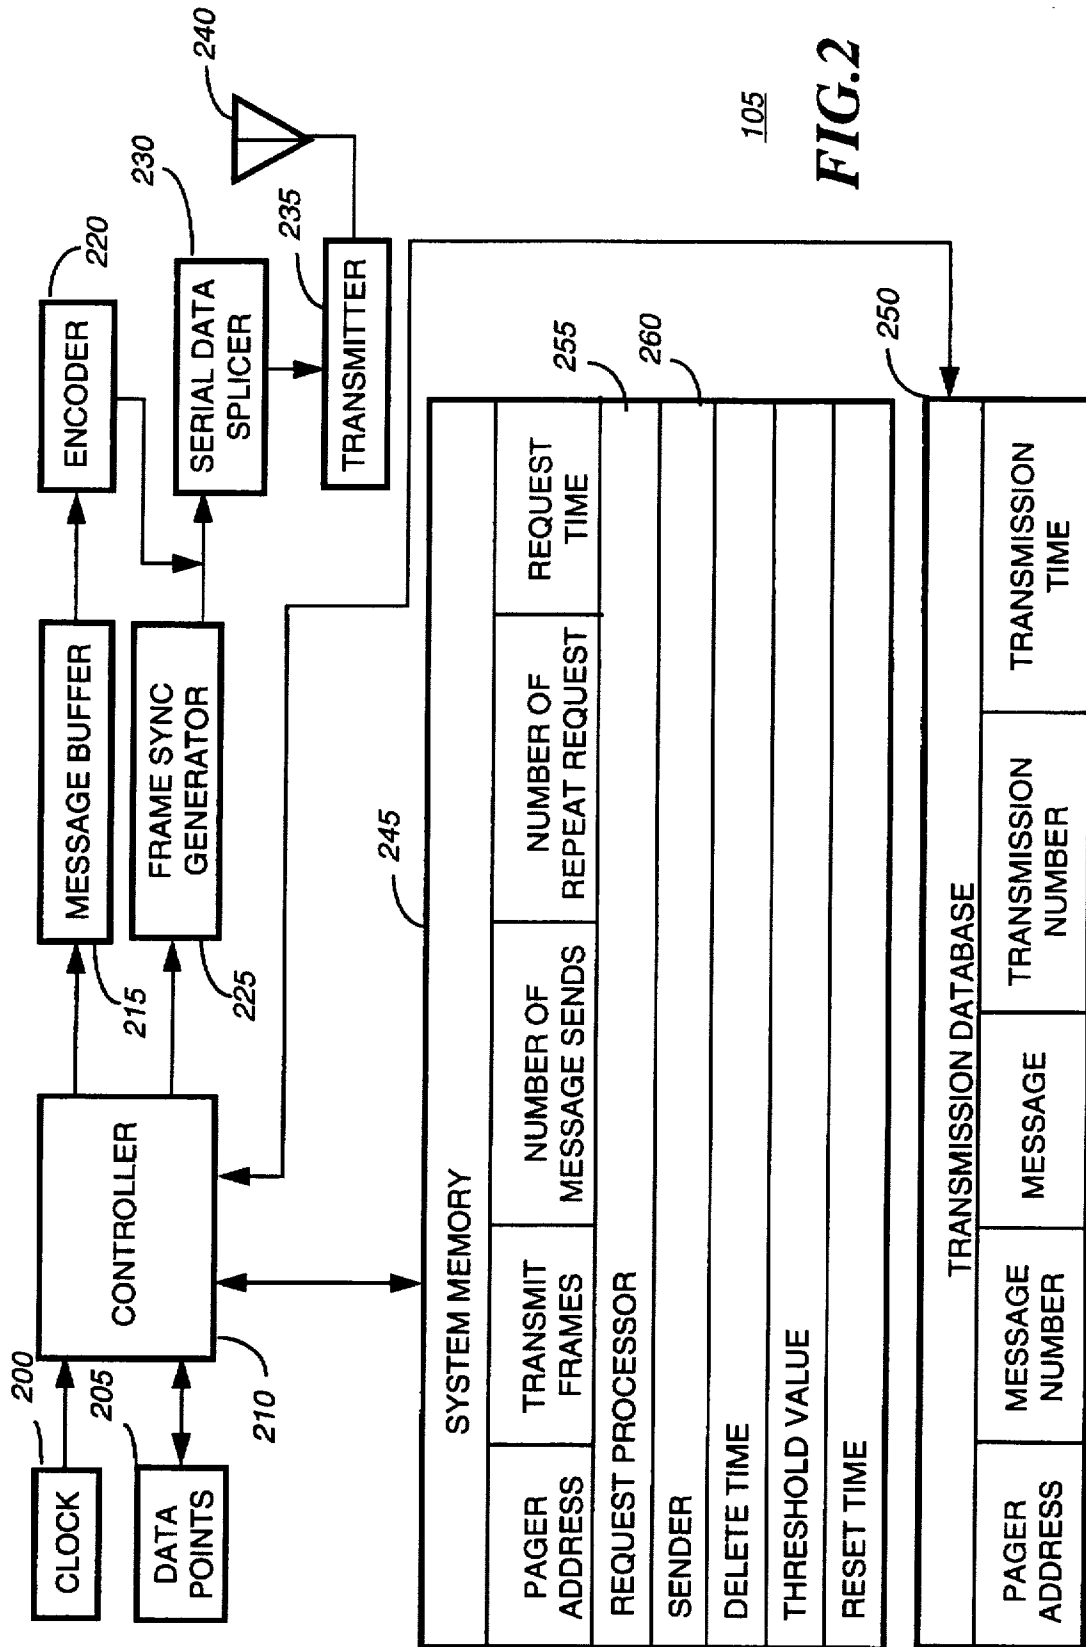 200
CLOCK
205
DATA
POINTS
CONTROLLER
210
MESSAGE BUFFER
215
FRAME SYNC
GENERATOR
225
ENCODER
220
SERIAL DATA
SPLICER
230
TRANSMITTER
235
240
245
SYSTEM MEMORY
PAGER
ADDRESS
TRANSMIT
FRAMES
NUMBER OF
MESSAGE SENDS
NUMBER OF
REPEAT REQUEST
REQUEST
TIME
REQUEST PROCESSOR
255
SENDER
260
DELETE TIME
THRESHOLD VALUE
RESET TIME
250
TRANSMISSION DATABASE
PAGER
ADDRESS
MESSAGE
NUMBER
MESSAGE
TRANSMISSION
NUMBER
TRANSMISSION
TIME
105
FIG.2